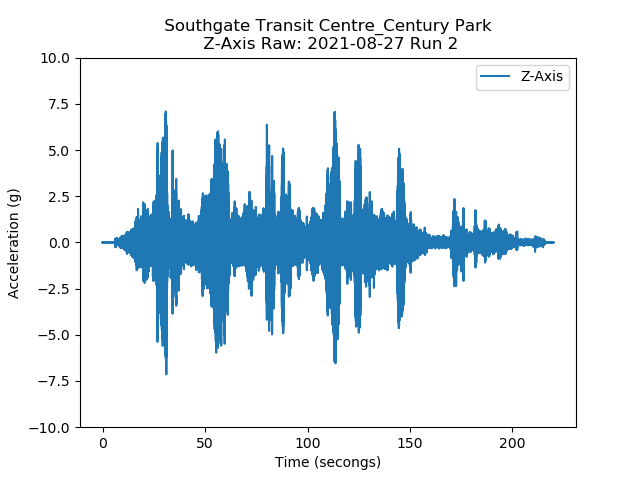 Southgate Transit Centre_Century Park
Z-Axis Raw: 2021-08-27 Run 2
Z-Axis
10.0
7.5
5.0
2.5
0.0
−2.5
−5.0
−7.5
−10.0
Acceleration (g)
0 50 100 150 200
Time (secongs)